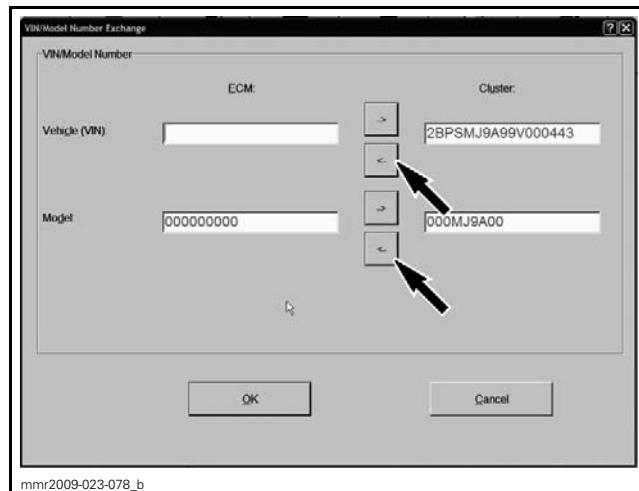 VIN/Model Number Exchange
VIN/Model Number
ECM: Cluster:
Vehicle (VIN): -> 2BPSMJ9A99V000443
<-
Model: 000000000 -> 000MJ9A00
<-
OK Cancel
mmr2009-023-078_b